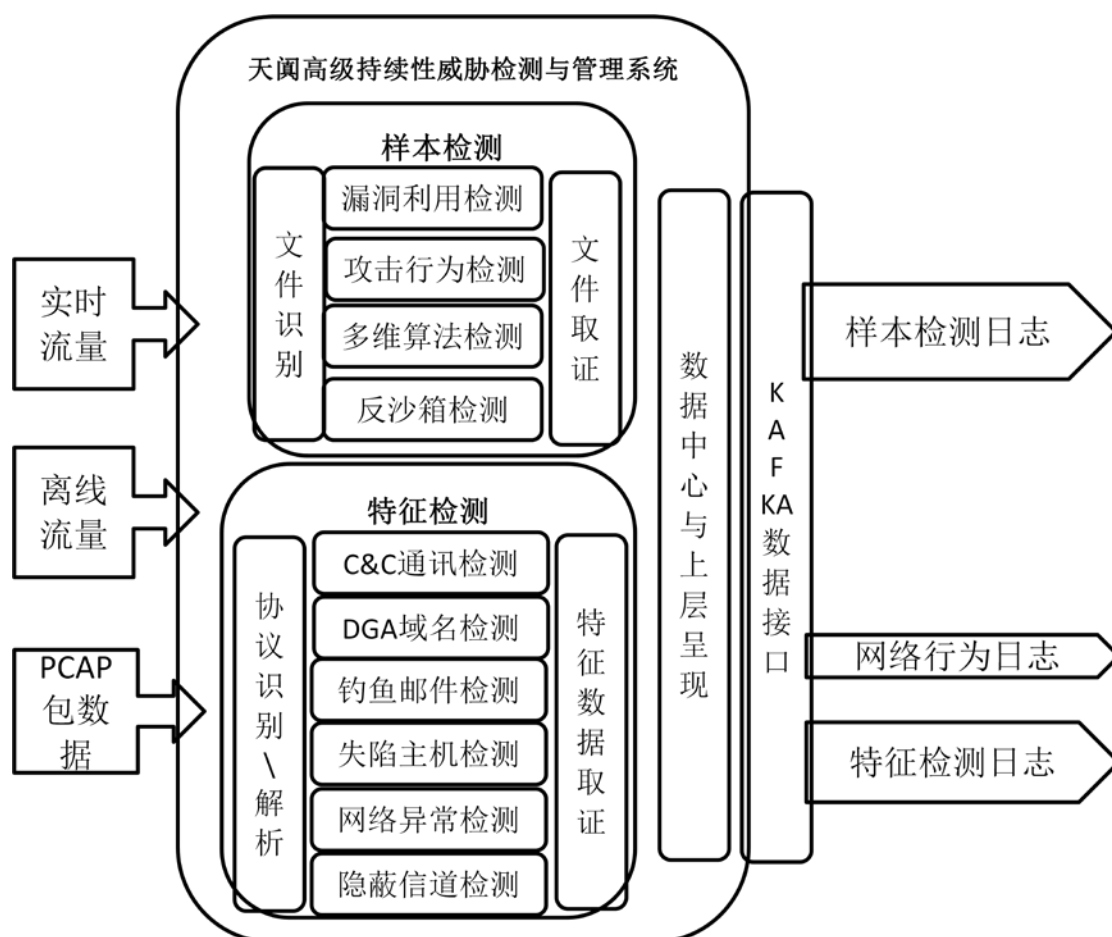 天阗高级持续性威胁检测与管理系统
样本检测
文件识别
漏洞利用检测
攻击行为检测
多维算法检测
反沙箱检测
文件取证
实时
流量
离线
流量
PCAP
包数
据
特征检测
协议识别\解析
C&C通讯检测
DGA域名检测
钓鱼邮件检测
失陷主机检测
网络异常检测
隐蔽信道检测
特征数据取证
数据中心与上层呈现
KAFKA数据接口
样本检测日志
网络行为日志
特征检测日志